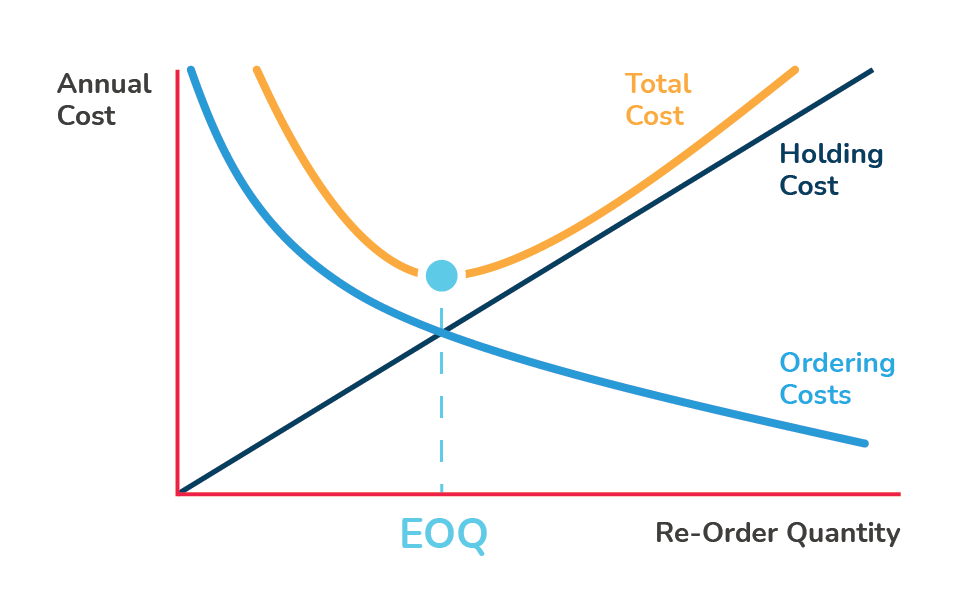 Annual
Cost
Total
Cost
Holding
Cost
Ordering
Costs
EOQ
Re-Order Quantity